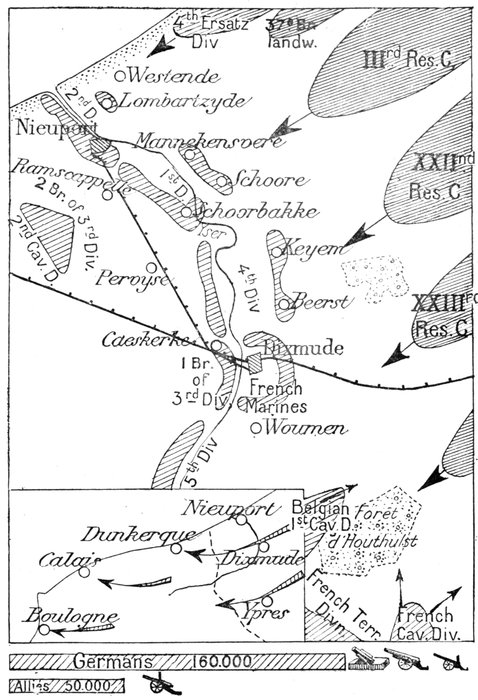 4th Ersatz
Div
37e Br.
landw.
IIIrd Res. C.
Westende
2nd D.
Lombartzyde
Nieuport
Mannekensvere
XXIInd
Res. C
Ramscappelle
1st D.
Schoore
2 Br. of 3rd Div.
2nd Cav. D.
Schoorbakke
Iser
Keyem
Pervyse
4th Div
Beerst
XXIIIrd
Res. C.
Caeskerke
Dixmude
1 Br.
of
3rd Div.
French
Marines
Woumen
5th Div
Nieuport
Belgian
1st Cav. D.
forêt
d'Houthulst
Dunkerque
Dixmude
Calais
Ypres
Boulogne
French Terr.
Divn.
French
Cav. Div.
Germans 160.000
Allies 50.000